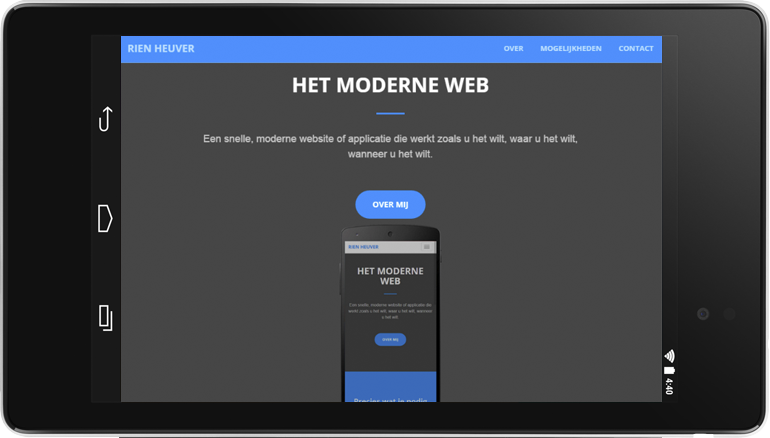 RIEN HEUVER
OVER MOGELIJKHEDEN CONTACT
HET MODERNE WEB
Een snelle, moderne website of applicatie die werkt zoals u het wilt, waar u het wilt,
wanneer u het wilt.
OVER MIJ
RIEN HEUVER
HET MODERNE
WEB
Een snelle, moderne website of applicatie die
werkt zoals u het wilt, waar u het wilt, wanneer
u het wilt.
OVER MIJ
Precies wat je nodig
4:40